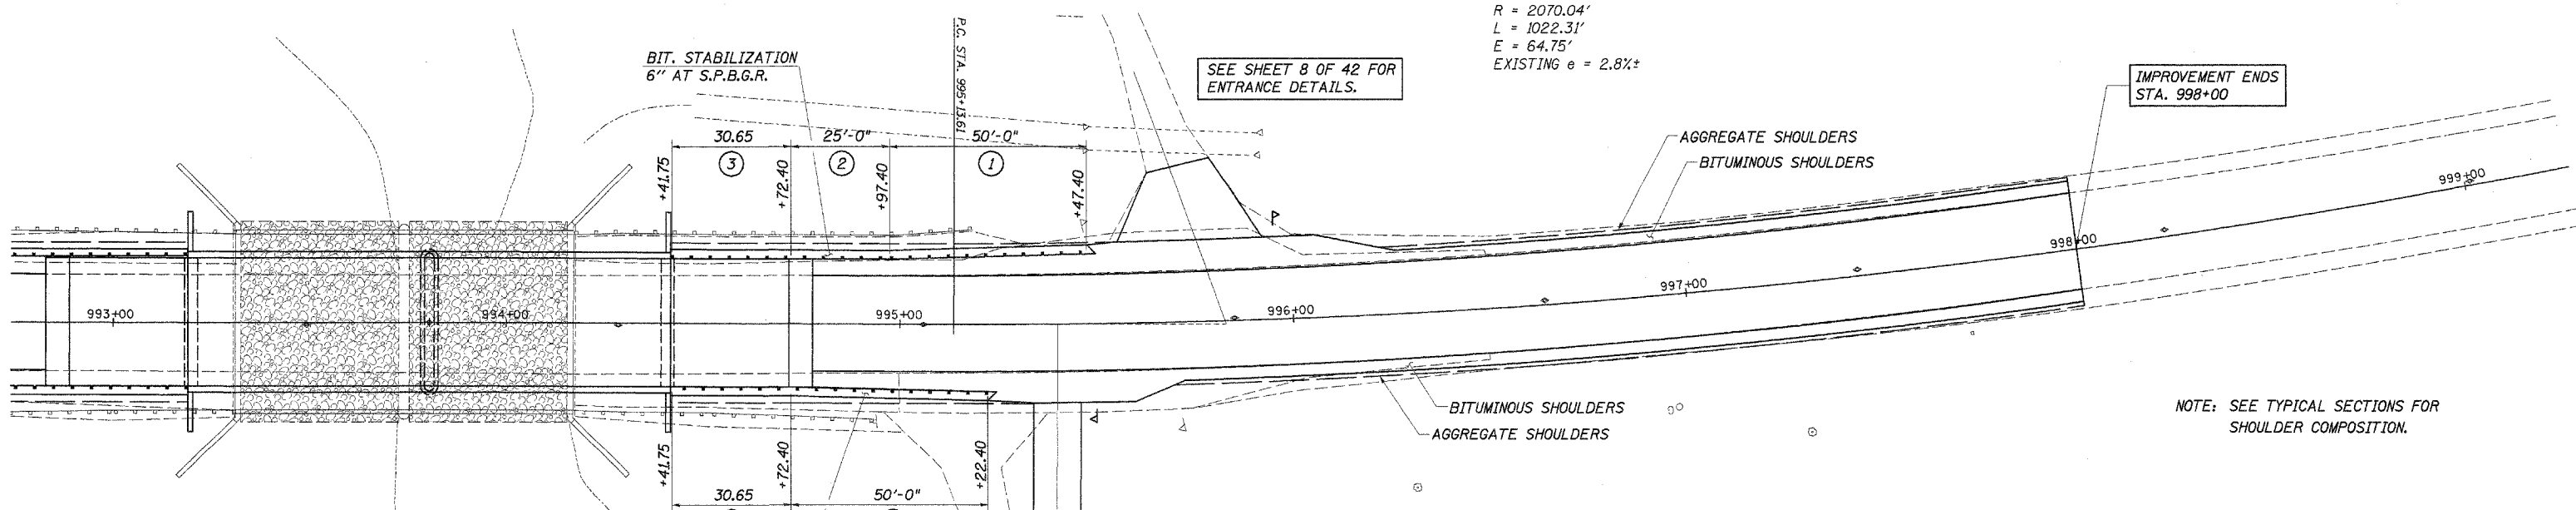 R = 2070.04'
L = 1022.31'
E = 64.75'
EXISTING e = 2.8%±
BIT. STABILIZATION
6" AT S.P.B.G.R.
P.C. STA. 995+13.61
SEE SHEET 8 OF 42 FOR
ENTRANCE DETAILS.
IMPROVEMENT ENDS
STA. 998+00
30.65
25'-0"
50'-0"
3
2
1
+41.75
+72.40
+97.40
+47.40
AGGREGATE SHOULDERS
BITUMINOUS SHOULDERS
993+00
994+00
995+00
996+00
997+00
998+00
999+00
BITUMINOUS SHOULDERS
AGGREGATE SHOULDERS
NOTE: SEE TYPICAL SECTIONS FOR
SHOULDER COMPOSITION.
+41.75
+72.40
+22.40
30.65
50'-0"